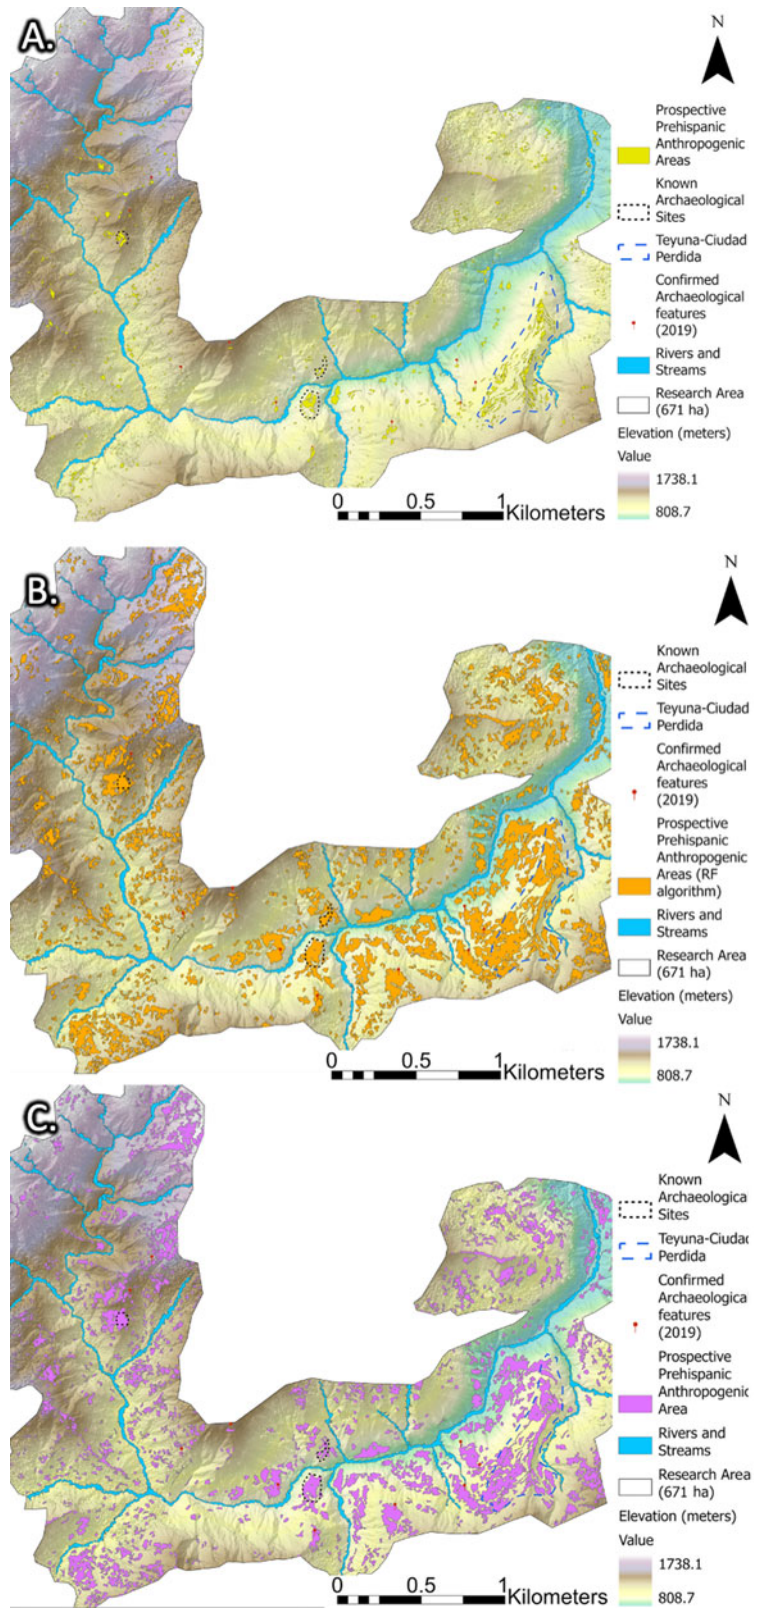 A.
N
Prospective
Prehispanic
Anthropogenic
Areas
Known
Archaeological
Sites
Teyuna-Ciudad
Perdida
Confirmed
Archaeological
features
(2019)
Rivers and
Streams
Research Area
(671 ha)
Elevation (meters)
Value
1738.1
808.7
0 0.5 1
Kilometers
B.
N
Known
Archaeological
Sites
Teyuna-Ciudad
Perdida
Confirmed
Archaeological
features
(2019)
Prospective
Prehispanic
Anthropogenic
Areas (RF
algorithm)
Rivers and
Streams
Research Area
(671 ha)
Elevation (meters)
Value
1738.1
808.7
0 0.5 1
Kilometers
C.
N
Known
Archaeologica
Sites
Teyuna-Ciudad
Perdida
Confirmed
Archaeologica
features
(2019)
Prospective
Prehispanic
Anthropogenic
Area
Rivers and
Streams
Research Area
(671 ha)
Elevation (meters)
Value
1738.1
808.7
0 0.5 1
Kilometers